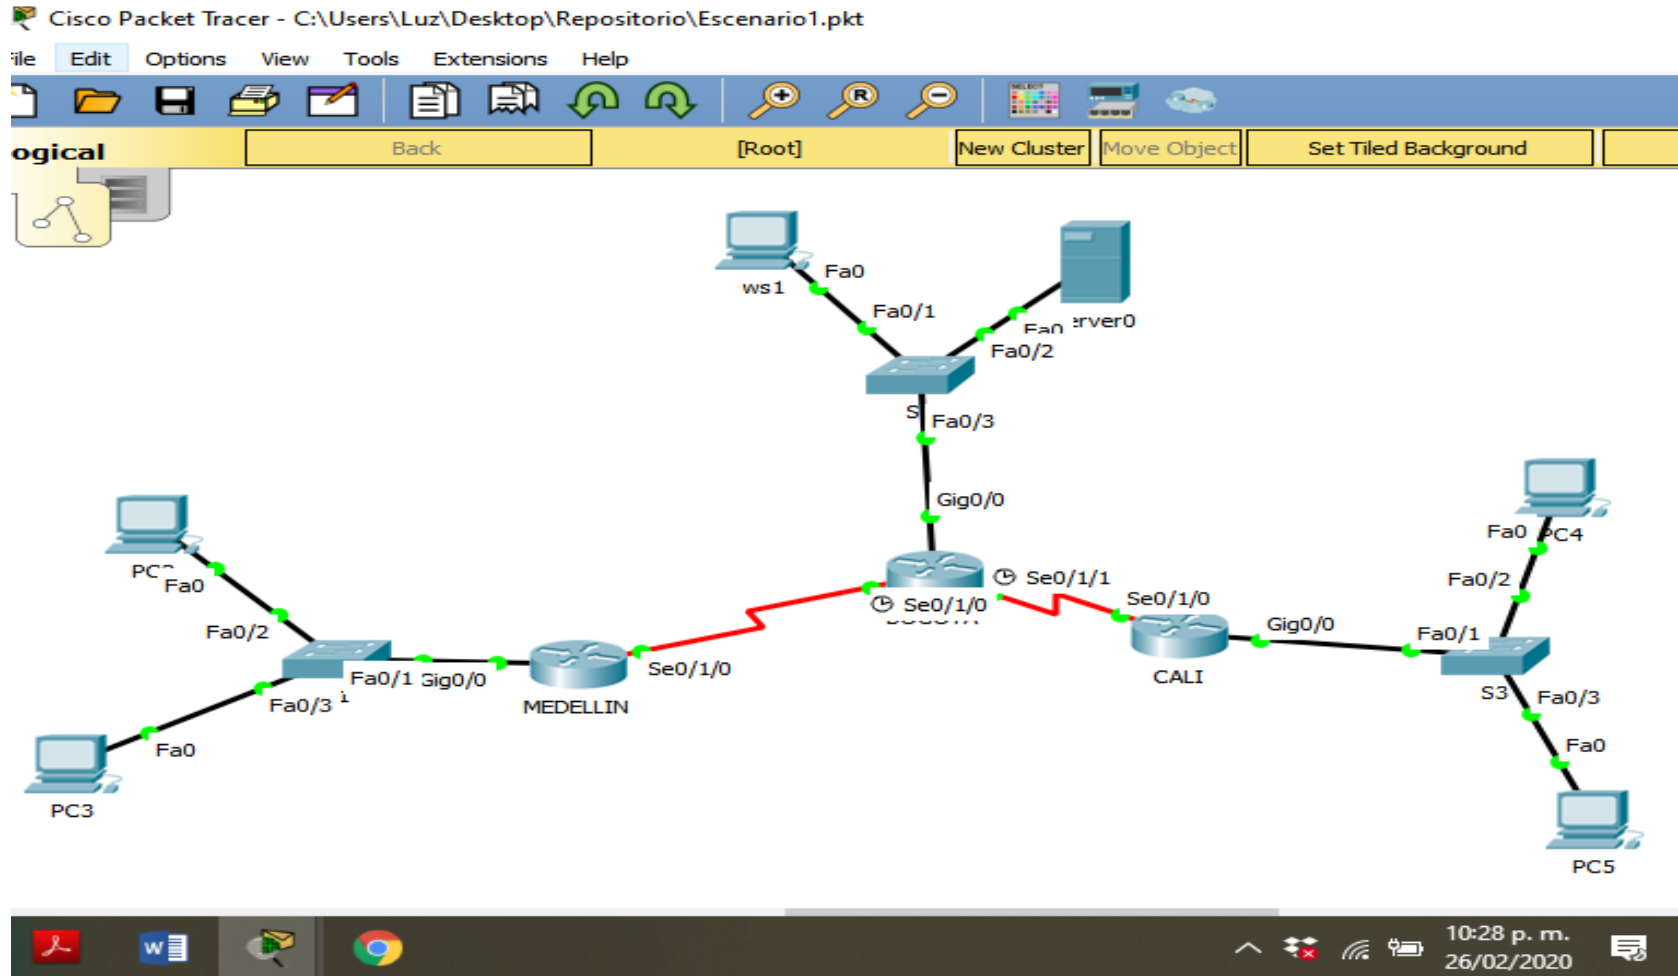 Cisco Packet Tracer - C:\Users\Luz\Desktop\Repositorio\Escenario1.pkt
Edit Options View Tools Extensions Help
SELECT
R
Back [Root] New Cluster Move Object Set Tiled Background
Fa0
ws1
Fa0/1
Fa0
Fa0/2
S
Fa0/3
Gig0/0
Fa0
PC4
Fa0/2
Fa0
Se0/1/1
Se0/1/0
Se0/1/0
Fa0/2
Gig0/0
Fa0/1
Se0/1/0
Fa0/1
CALI
S3
Fa0/3
Fa0/3
MEDELLIN
Fa0
Fa0
PC3
PC5
W
10:28 p. m.
26/02/2020